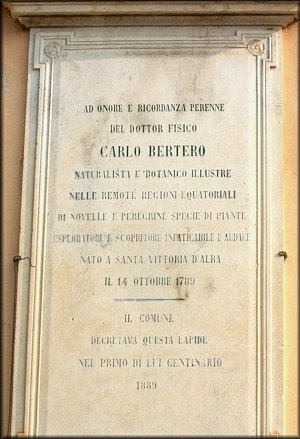 AD ONORE E RICORDANZA PERENNE
DEL DOTTOR FISICO
CARLO BERTERO
NATURALISTA E BOTANICO ILLUSTRE
NELLE REMOTE REGIONI EQUATORIALI
DI NOVELLE E PEREGRINE SPECIE DI PIANTE
ESPLORATORE E SCOPRITORE INFATICABILE E AUDACE
NATO A SANTA VITTORIA D'ALBA
IL 14 OTTOBRE 1789
IL COMUNE
DECRETAVA QUESTA LAPIDE
NEL PRIMO DI LUI CENTINARIO
1889